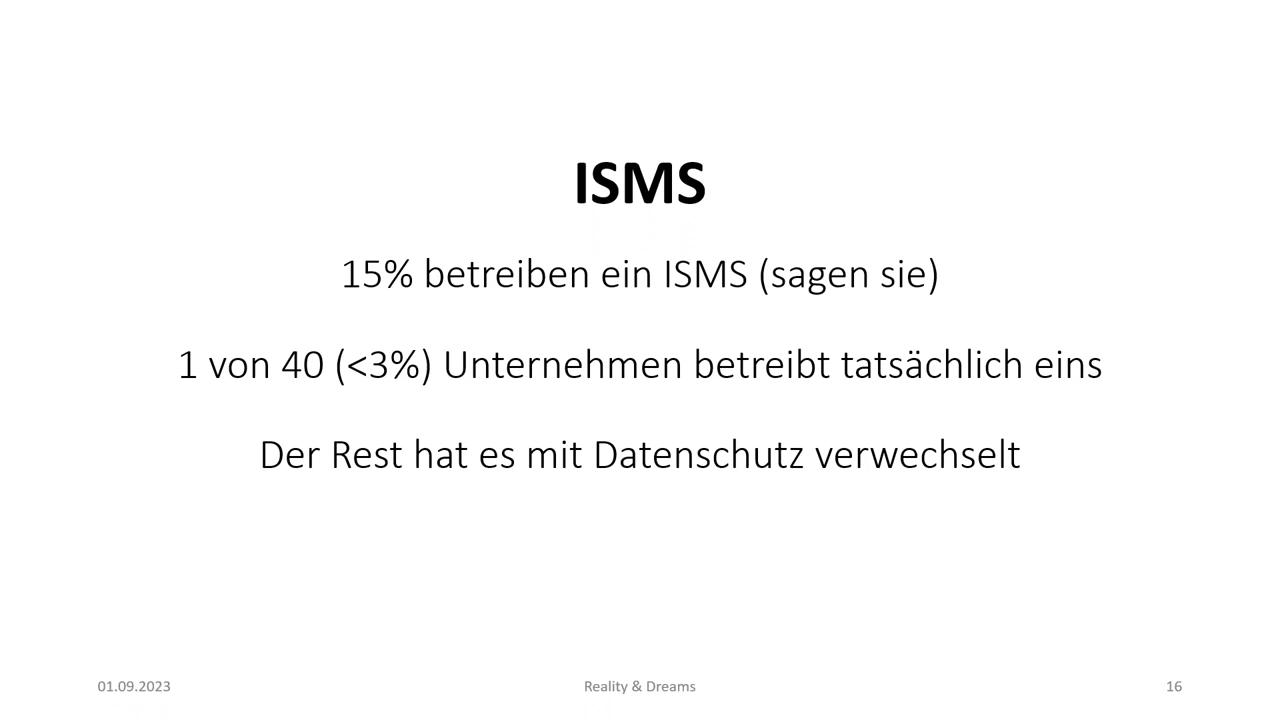 ISMS
15% betreiben ein ISMS (sagen sie)
1 von 40 (<3%) Unternehmen betreibt tatsächlich eins
Der Rest hat es mit Datenschutz verwechselt
01.09.2023
Reality & Dreams
16